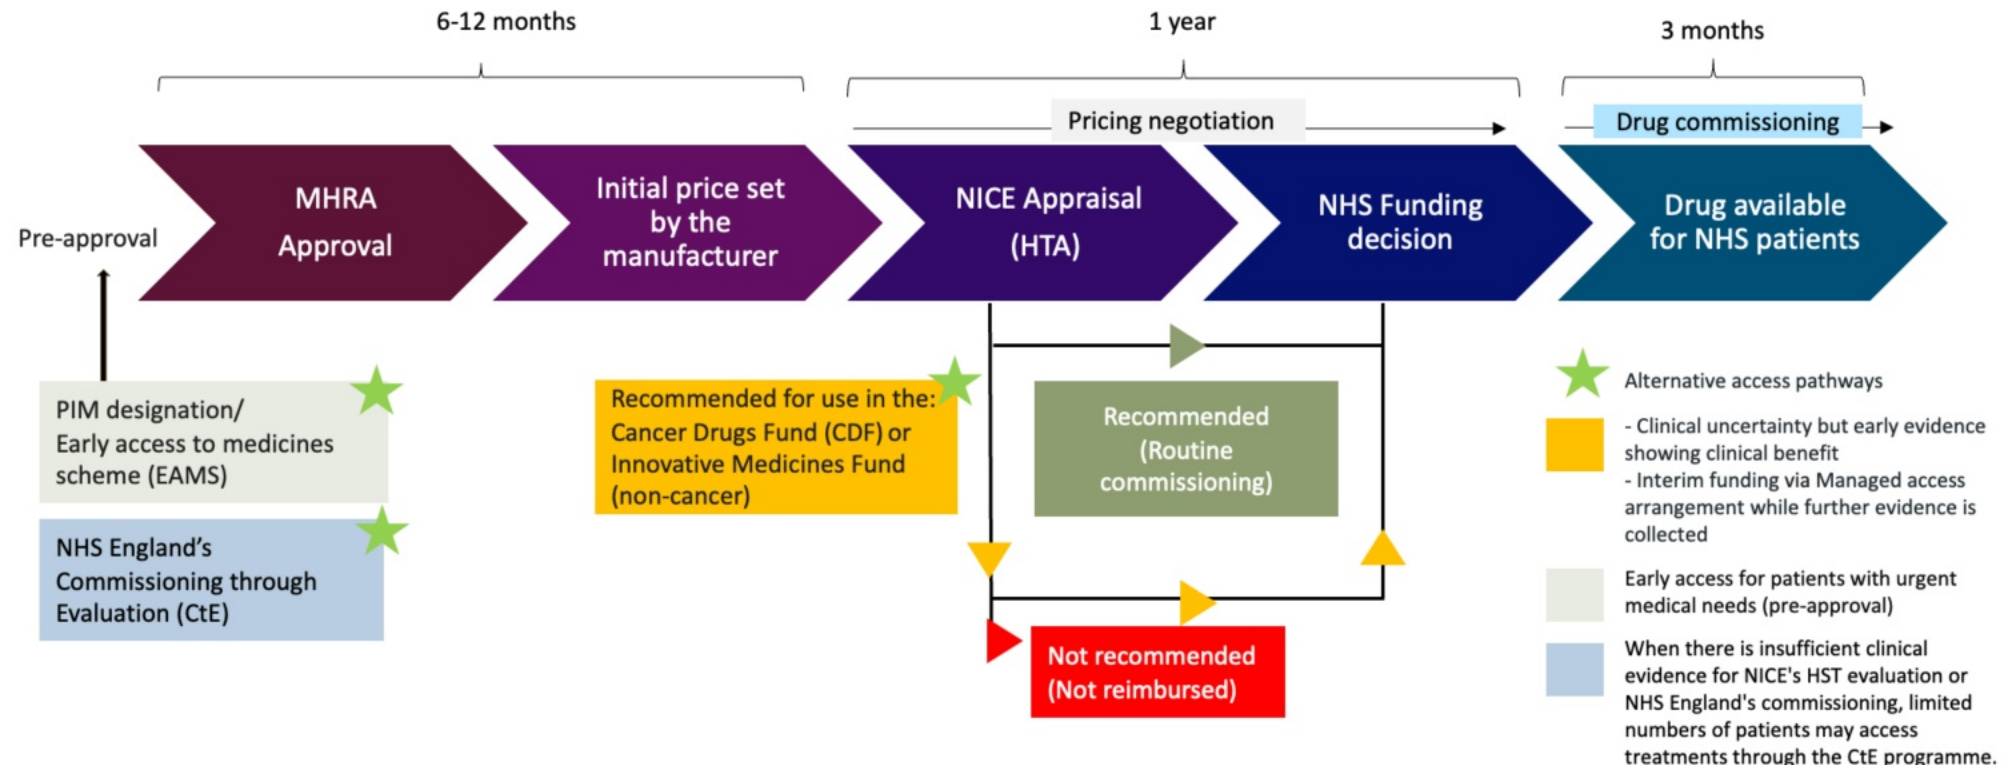 6-12 months
1 year
3 months
Pricing negotiation
Drug commissioning
Pre-approval
MHRA
Approval
Initial price set
by the
manufacturer
NICE Appraisal
(HTA)
NHS Funding
decision
Drug available
for NHS patients
PIM designation/
Early access to medicines
scheme (EAMS)
NHS England’s
Commissioning through
Evaluation (CtE)
Recommended for use in the:
Cancer Drugs Fund (CDF) or
Innovative Medicines Fund
(non-cancer)
Recommended
(Routine
commissioning)
Not recommended
(Not reimbursed)
Alternative access pathways
- Clinical uncertainty but early evidence
showing clinical benefit
- Interim funding via Managed access
arrangement while further evidence is
collected
Early access for patients with urgent
medical needs (pre-approval)
When there is insufficient clinical
evidence for NICE's HST evaluation or
NHS England's commissioning, limited
numbers of patients may access
treatments through the CtE programme.